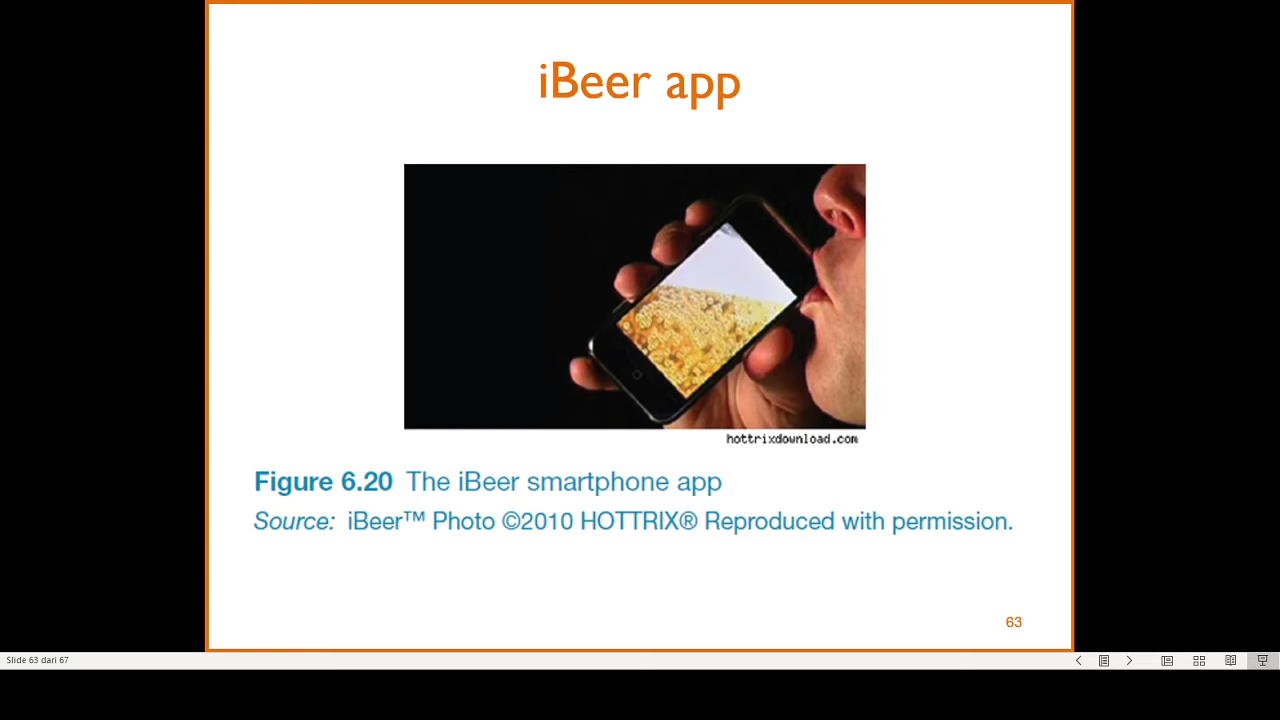 iBeer app
hottrixdownload.com
Figure 6.20 The iBeer smartphone app
Source: iBeer™ Photo ©2010 HOTTRIX® Reproduced with permission.
63
Slide 63 dari 67